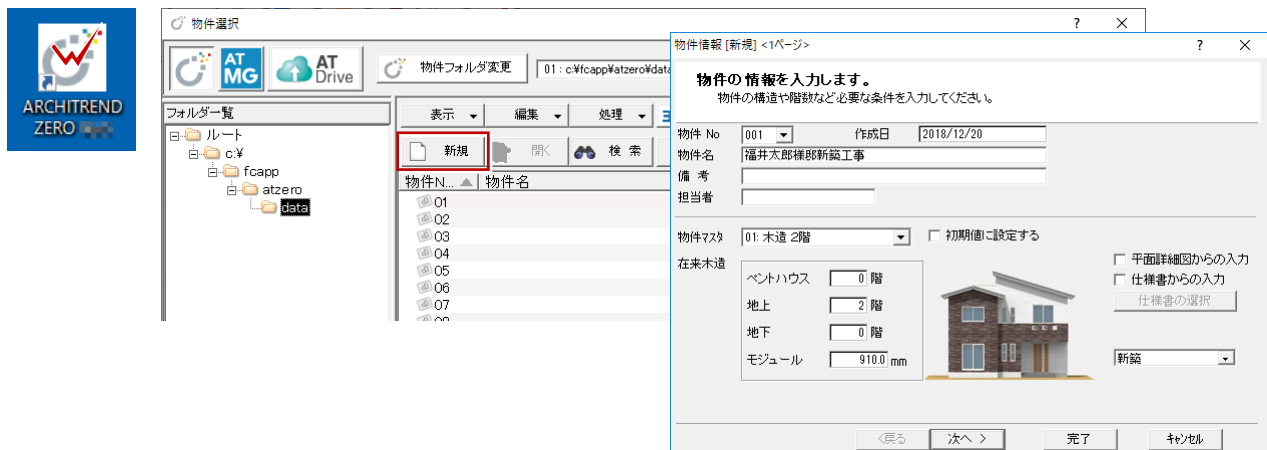 ARCHITREND
ZERO
物件選択
? ×
AT
MG
AT
Drive
物件フォルダ変更
01 : c:¥fcapp¥atzero¥data
フォルダ一覧
ルート
c:¥
fcapp
atzero
data
表示
編集
処理
新規
開く
検 索
物件N...
物件名
01
02
03
04
05
06
07
物件情報 [新規] <1ページ>
? ×
物件の 情報を入力します。
物件の構造や階数など必要な条件を入力してください。
物件 No 001 作成日 2018/12/20
物件名 福井太郎様邸新築工事
備 考
担当者
物件マスタ 01: 木造 2階 初期値に設定する
在来木造
ペントハウス 0 階
地上 2 階
地下 0 階
モジュール 910.0 mm
平面詳細図からの入力
仕様書からの入力
仕様書の選択
新築
<戻る
次へ >
完了
キャンセル